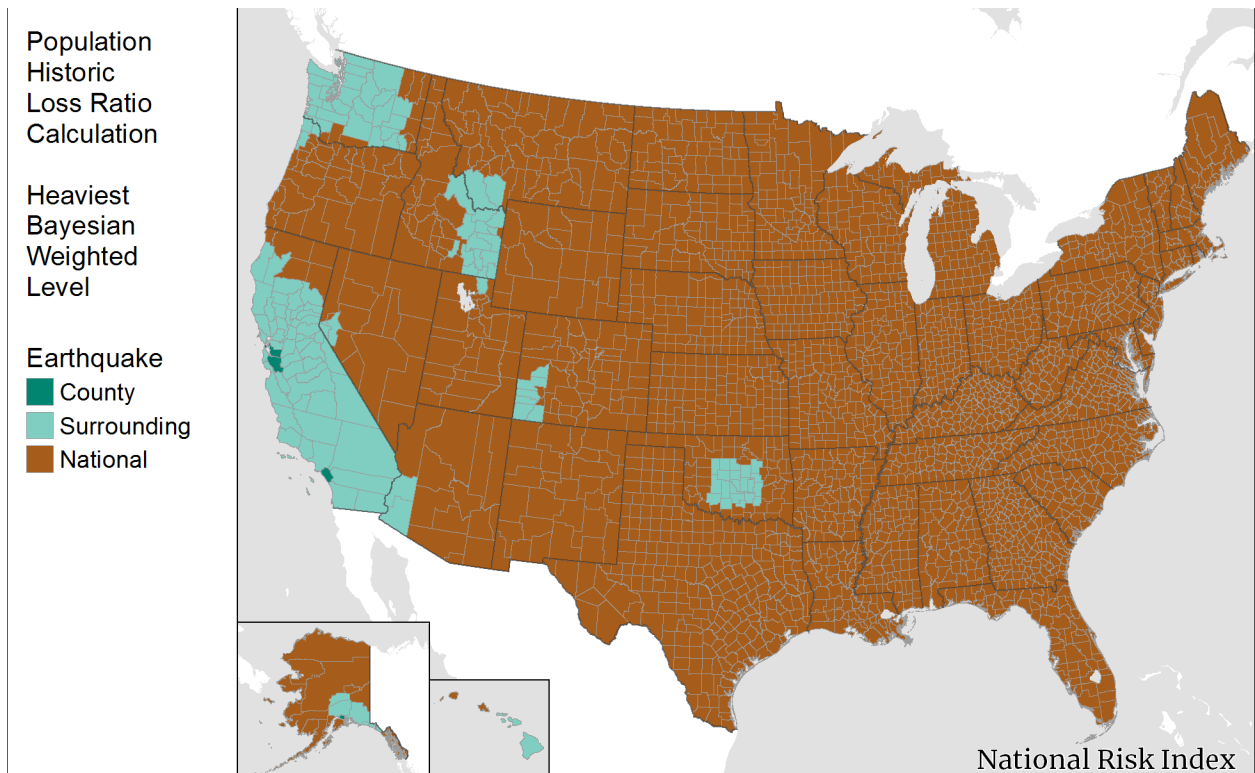 Population
Historic
Loss Ratio
Calculation
Heaviest
Bayesian
Weighted
Level
Earthquake
County
Surrounding
National
National Risk Index